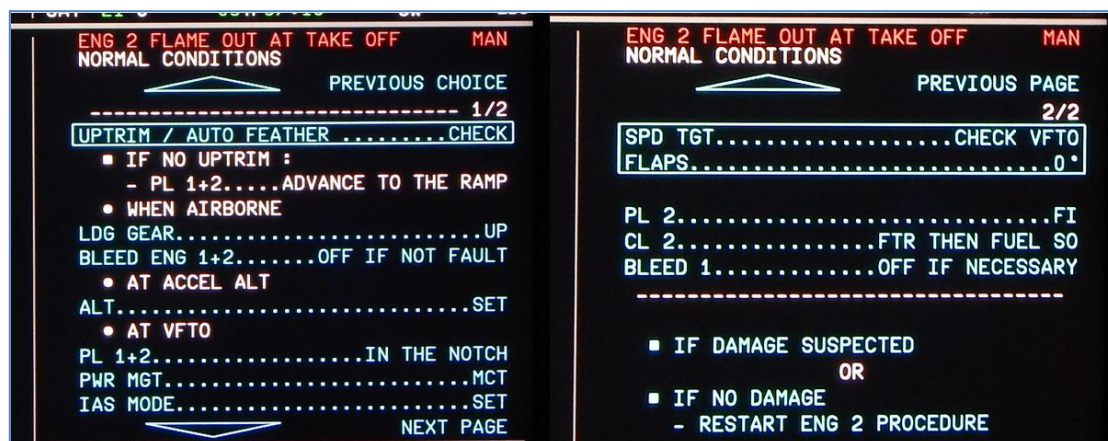 ENG 2 FLAME OUT AT TAKE OFF MAN
NORMAL CONDITIONS
PREVIOUS CHOICE
------------------------------- 1/2
UPTRIM / AUTO FEATHER .........CHECK
▪ IF NO UPTRIM :
- PL 1+2.....ADVANCE TO THE RAMP
• WHEN AIRBORNE
LDG GEAR.........................UP
BLEED ENG 1+2.......OFF IF NOT FAULT
• AT ACCEL ALT
ALT.............................SET
• AT VFTO
PL 1+2..................IN THE NOTCH
PWR MGT.........................MCT
IAS MODE........................SET
NEXT PAGE
ENG 2 FLAME OUT AT TAKE OFF MAN
NORMAL CONDITIONS
PREVIOUS PAGE
2/2
SPD TGT....................CHECK VFTO
FLAPS...............................0°
PL 2...............................FI
CL 2................FTR THEN FUEL SO
BLEED 1.............OFF IF NECESSARY
▪ IF DAMAGE SUSPECTED
OR
▪ IF NO DAMAGE
- RESTART ENG 2 PROCEDURE